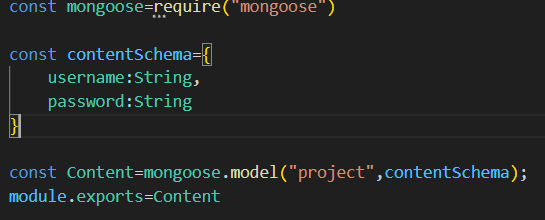 const mongoose=require("mongoose")
const contentSchema={
username:String,
password:String
}
const Content=mongoose.model("project",contentSchema);
module.exports=Content